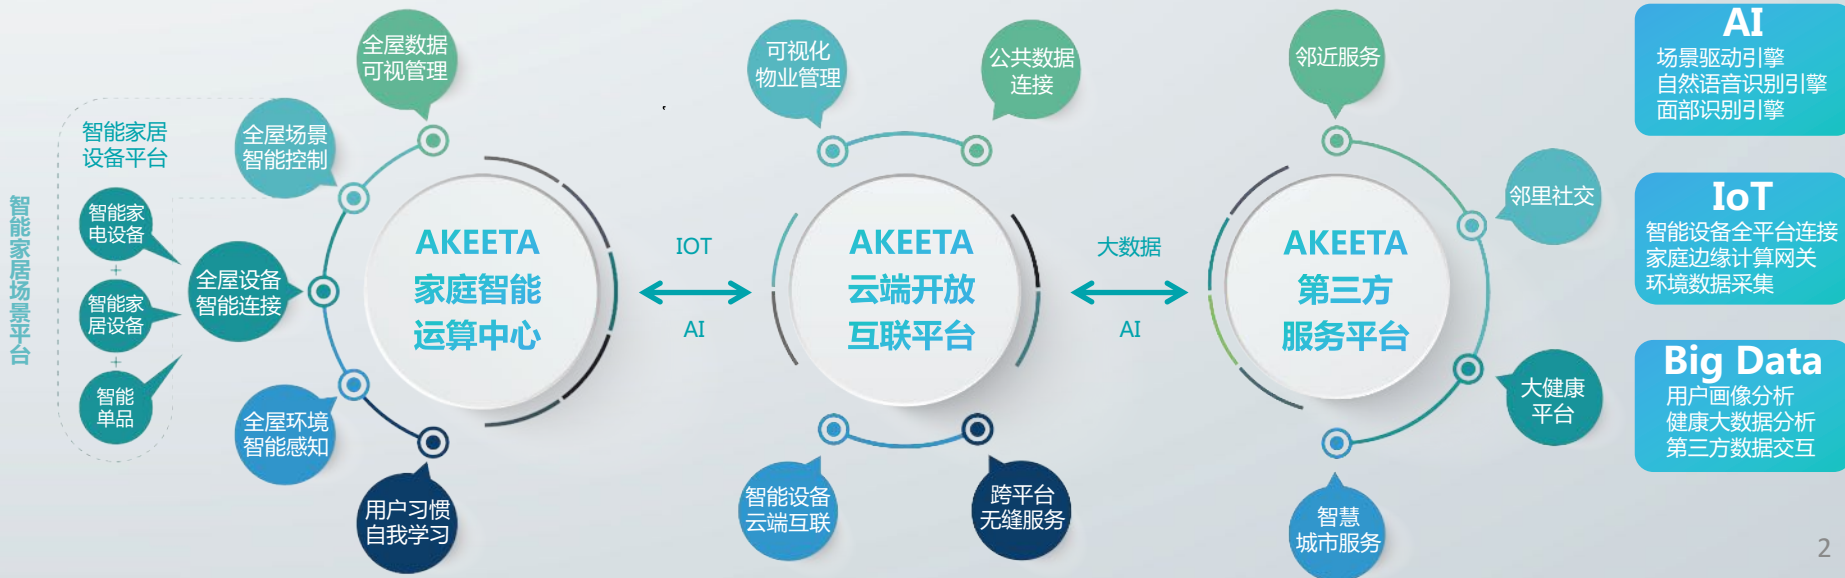 智能家居场景平台
智能家居
设备平台
智能家
电设备
+
智能家
居设备
+
智能
单品
全屋数据
可视管理
全屋场景
智能控制
全屋设备
智能连接
全屋环境
智能感知
用户习惯
自我学习
AKEETA
家庭智能
运算中心
IOT
AI
可视化
物业管理
公共数据
连接
AKEETA
云端开放
互联平台
智能设备
云端互联
跨平台
无缝服务
大数据
AI
邻近服务
邻里社交
AKEETA
第三方
服务平台
大健康
平台
智慧
城市服务
AI
场景驱动引擎
自然语音识别引擎
面部识别引擎
IoT
智能设备全平台连接
家庭边缘计算网关
环境数据采集
Big Data
用户画像分析
健康大数据分析
第三方数据交互
2